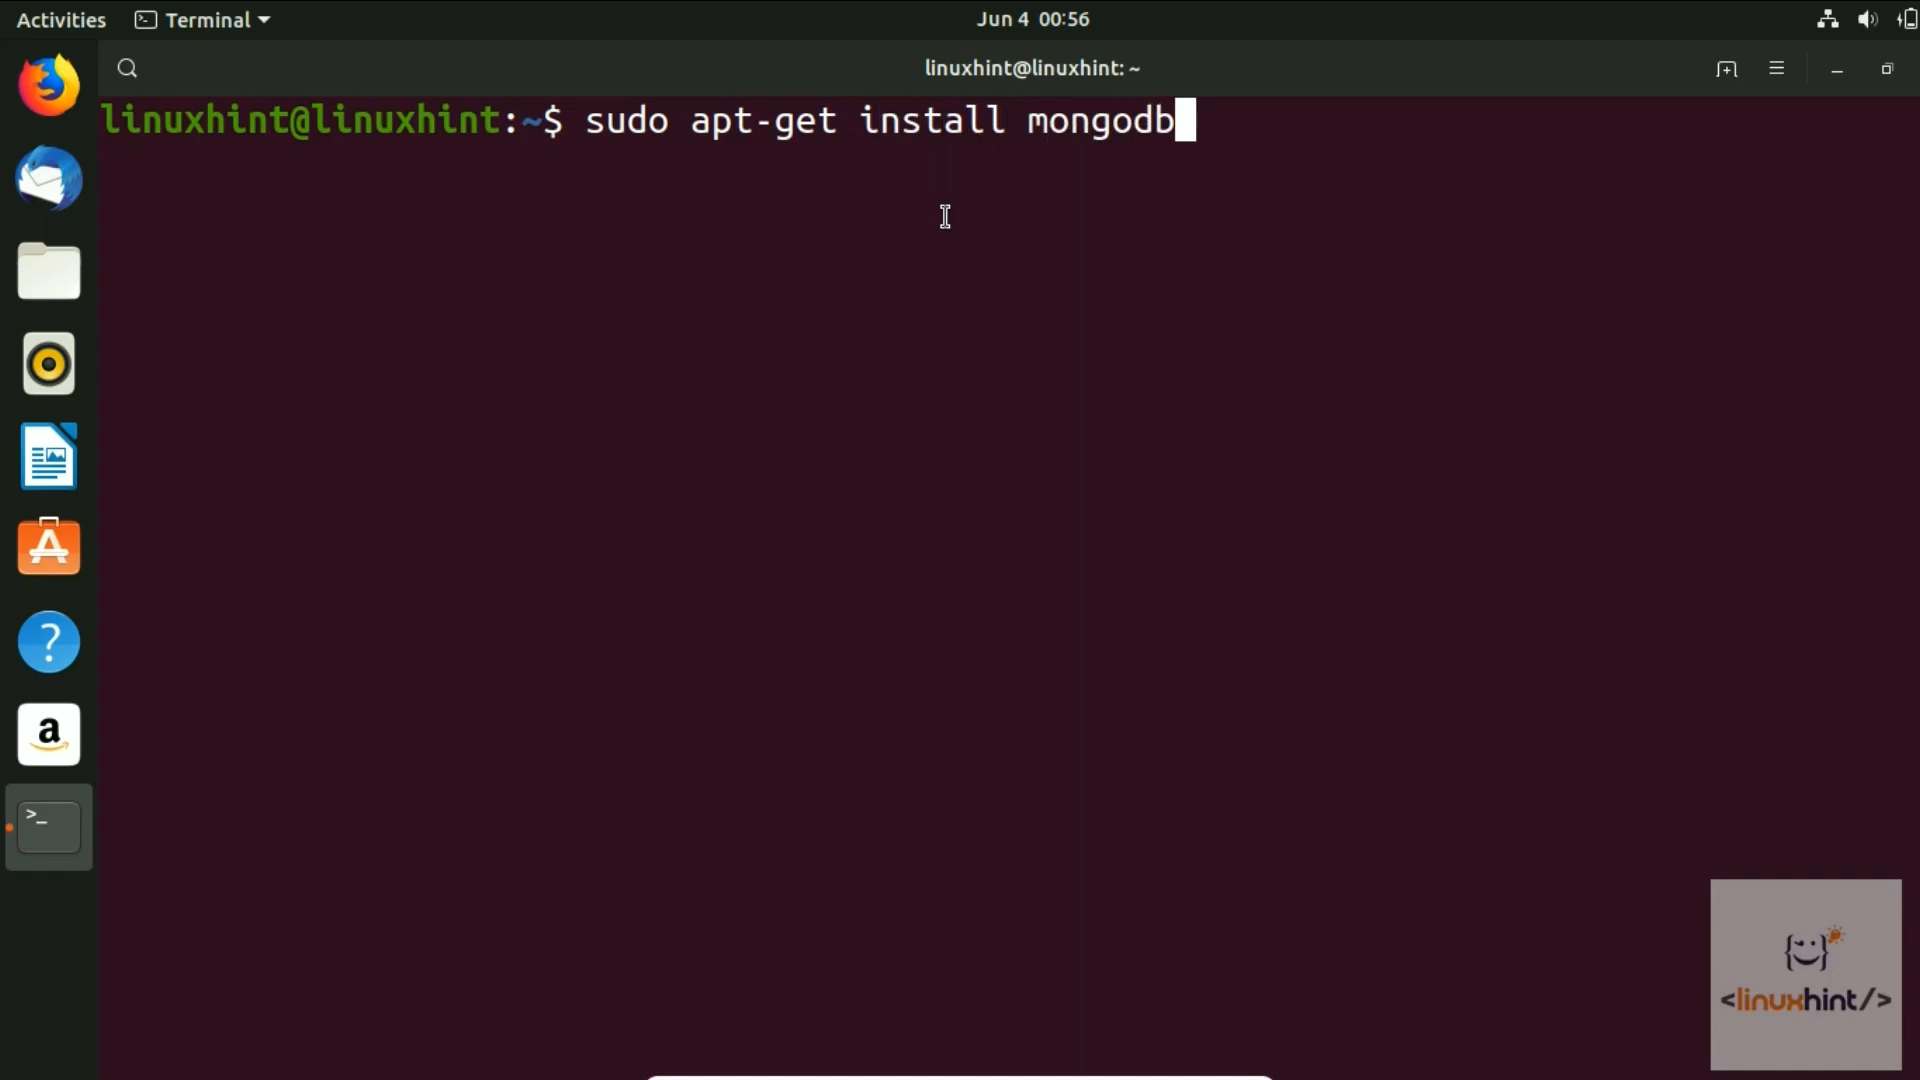 Activities Terminal Jun 4 00:56
linuxhint@linuxhint: ~
linuxhint@linuxhint:~$ sudo apt-get install mongodb
<linuxhint/>